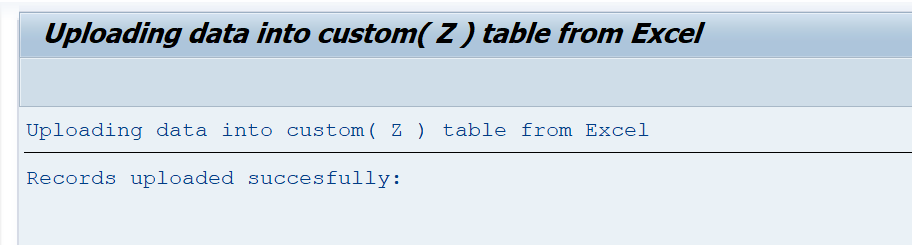 Uploading data into custom( Z ) table from Excel
Uploading data into custom( Z ) table from Excel
Records uploaded succesfully: